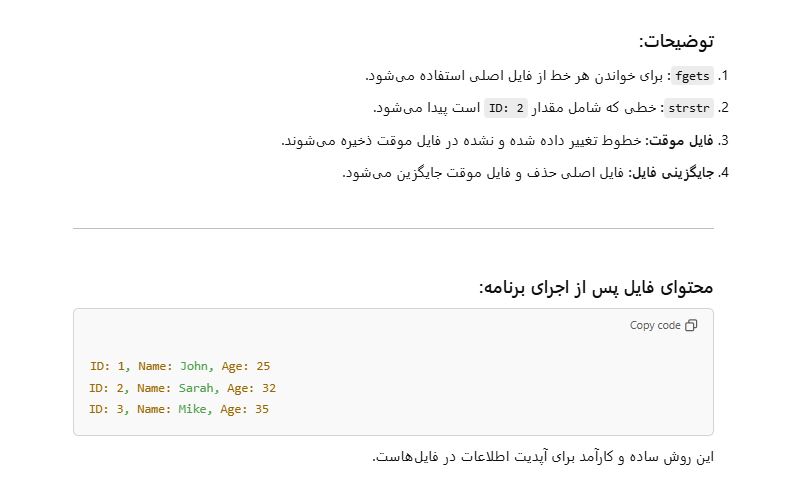 توضیحات:
1. fgets: برای خواندن هر خط از فایل اصلی استفاده می‌شود.
2. strstr: خطی که شامل مقدار ID: 2 است پیدا می‌شود.
3. فایل موقت: خطوط تغییر داده شده و نشده در فایل موقت ذخیره می‌شوند.
4. جایگزینی فایل: فایل اصلی حذف و فایل موقت جایگزین می‌شود.
محتوای فایل پس از اجرای برنامه:
Copy code
ID: 1, Name: John, Age: 25
ID: 2, Name: Sarah, Age: 32
ID: 3, Name: Mike, Age: 35
این روش ساده و کارآمد برای آپدیت اطلاعات در فایل‌هاست.